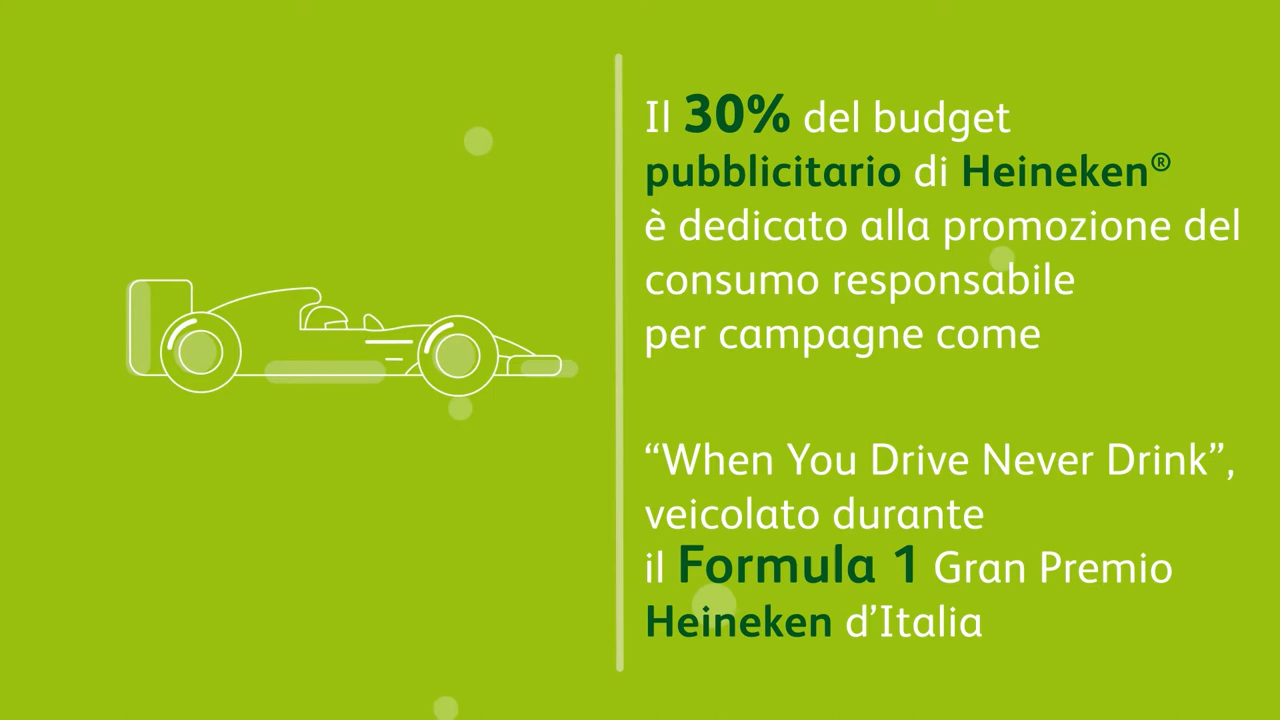 Il 30% del budget
pubblicitario di Heineken®
è dedicato alla promozione del
consumo responsabile
per campagne come
“When You Drive Never Drink”,
veicolato durante
il Formula 1 Gran Premio
Heineken d’Italia